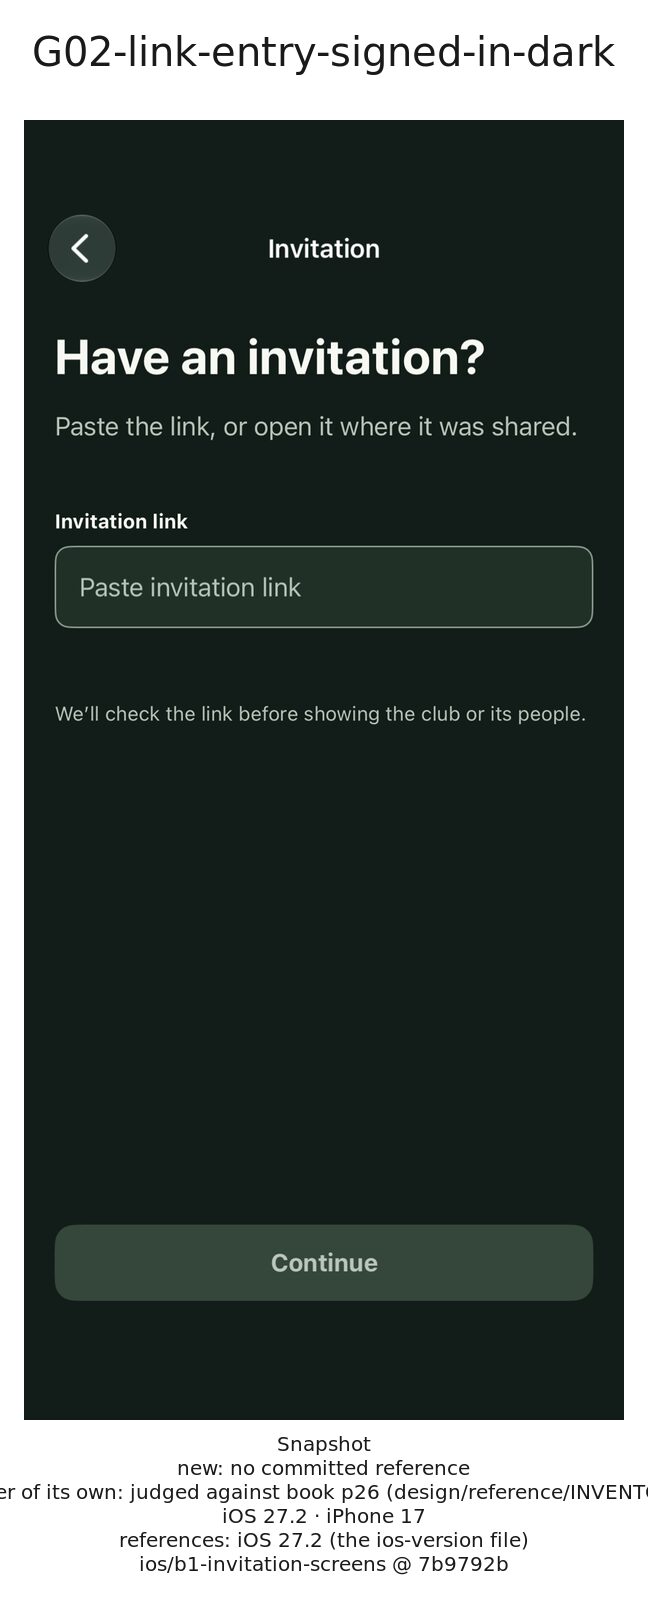 G02-link-entry-signed-in-dark
Invitation
Have an invitation?
Paste the link, or open it where it was shared.
Invitation link
Paste invitation link
We’ll check the link before showing the club or its people.
Continue
Snapshot
new: no committed reference
of its own: judged against book p26
iOS 27.2 · iPhone 17
references: iOS 27.2 (the ios-version file)
ios/b1-invitation-screens @ 7b9792b